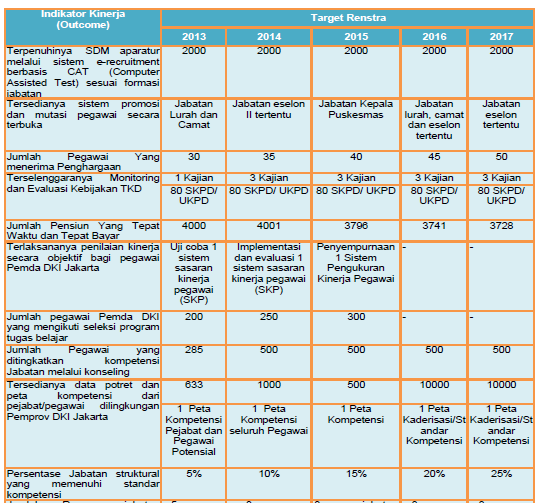 Indikator Kinerja
(Outcome)
Target Renstra
2013 2014 2015 2016 2017
Terpenuhinya SDM aparatur
melalui sistem e-recruitment
berbasis CAT (Computer
Assisted Test) sesuai formasi
jabatan
2000 2000 2000 2000 2000
Tersedianya sistem promosi
dan mutasi pegawai secara
terbuka
Jabatan
Lurah dan
Camat
Jabatan eselon
II tertentu
Jabatan Kepala
Puskesmas
Jabatan
lurah, camat
dan eselon
tertentu
Jabatan
eselon
tertentu
Jumlah Pegawai Yang
menerima Penghargaan
30 35 40 45 50
Terselenggaranya Monitoring
dan Evaluasi Kebijakan TKD
1 Kajian 3 Kajian 3 Kajian 3 Kajian 3 Kajian
80 SKPD/
UKPD
80 SKPD/ UKPD
80 SKPD/ UKPD
80 SKPD/
UKPD
80 SKPD/
UKPD
Jumlah Pensiun Yang Tepat
Waktu dan Tepat Bayar
4000 4001 3796 3741 3728
Terlaksananya penilaian kinerja
secara objektif bagi pegawai
Pemda DKI Jakarta
Uji coba 1
sistem
sasaran
kinerja
pegawai
(SKP)
Implementasi
dan evaluasi 1
sistem sasaran
kinerja pegawai
(SKP)
Penyempurnaan
1 Sistem
Pengukuran
Kinerja Pegawai
- -
Jumlah pegawai Pemda DKI
yang mengikuti seleksi program
tugas belajar
200 250 300 - -
Jumlah Pegawai yang
ditingkatkan kompetensi
Jabatan melalui konseling
285 500 500 500 500
Tersedianya data potret dan
peta kompetensi dari
pejabat/pegawai dilingkungan
Pemprov DKI Jakarta
633 1000 500 10000 10000
1 Peta
Kompetensi
Pejabat dan
Pegawai
Potensial
1 Peta
Kompetensi
seluruh Pegawai
1 Peta
Kompetensi
1 Peta
Kaderisasi/St
andar
Kompetensi
1 Peta
Kaderisasi/St
andar
Kompetensi
Persentase Jabatan struktural
yang memenuhi standar
kompetensi
5% 10% 15% 20% 25%